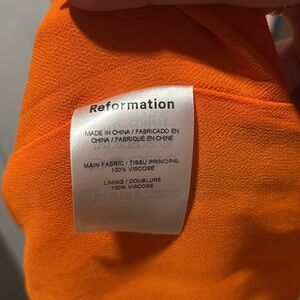 Reformation
MADE IN CHINA / FABRICADO EN
CHINA / FABRIQUÉ EN CHINE
MAIN FABRIC / TISSU PRINCIPAL
100% VISCOSE
LINING / DOUBLURE
100% VISCOSE